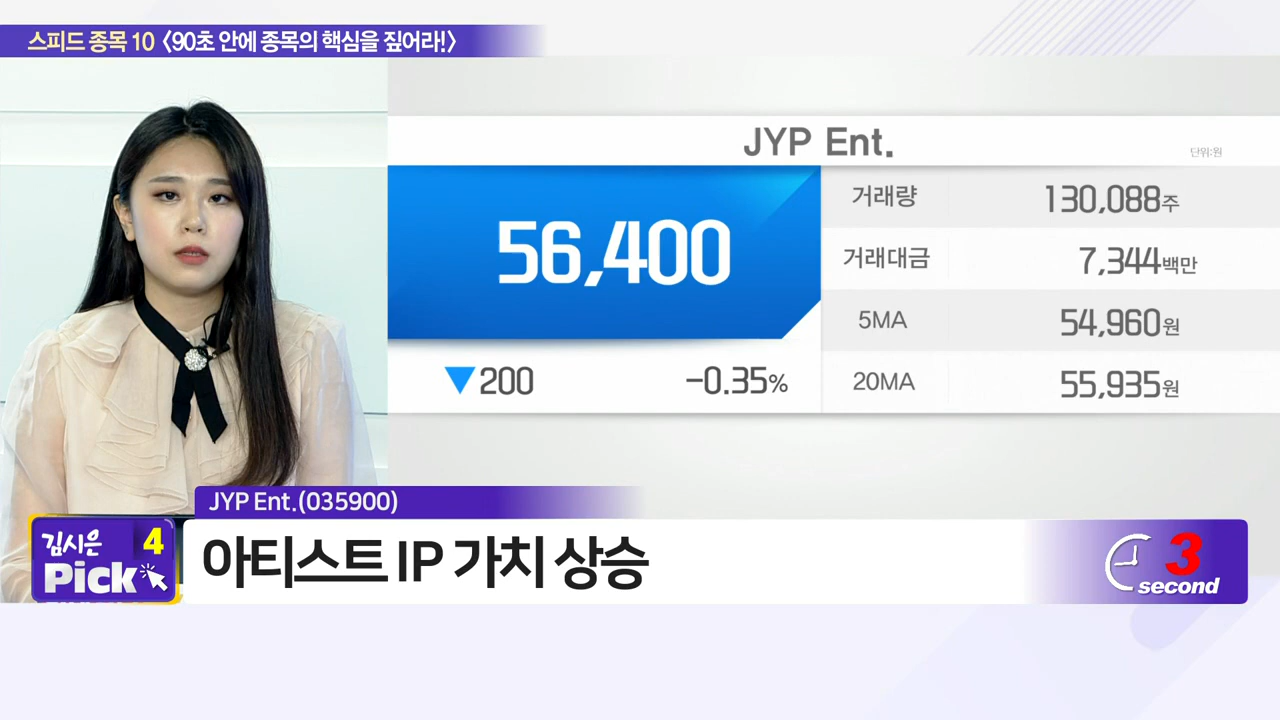 스피드 종목 10 <90초 안에 종목의 핵심을 짚어라!>
JYP Ent.
단위:원
56,400
▼200 -0.35%
거래량 130,088주
거래대금 7,344백만
5MA 54,960원
20MA 55,935원
JYP Ent.(035900)
김시은 4
Pick
아티스트 IP 가치 상승
3
second